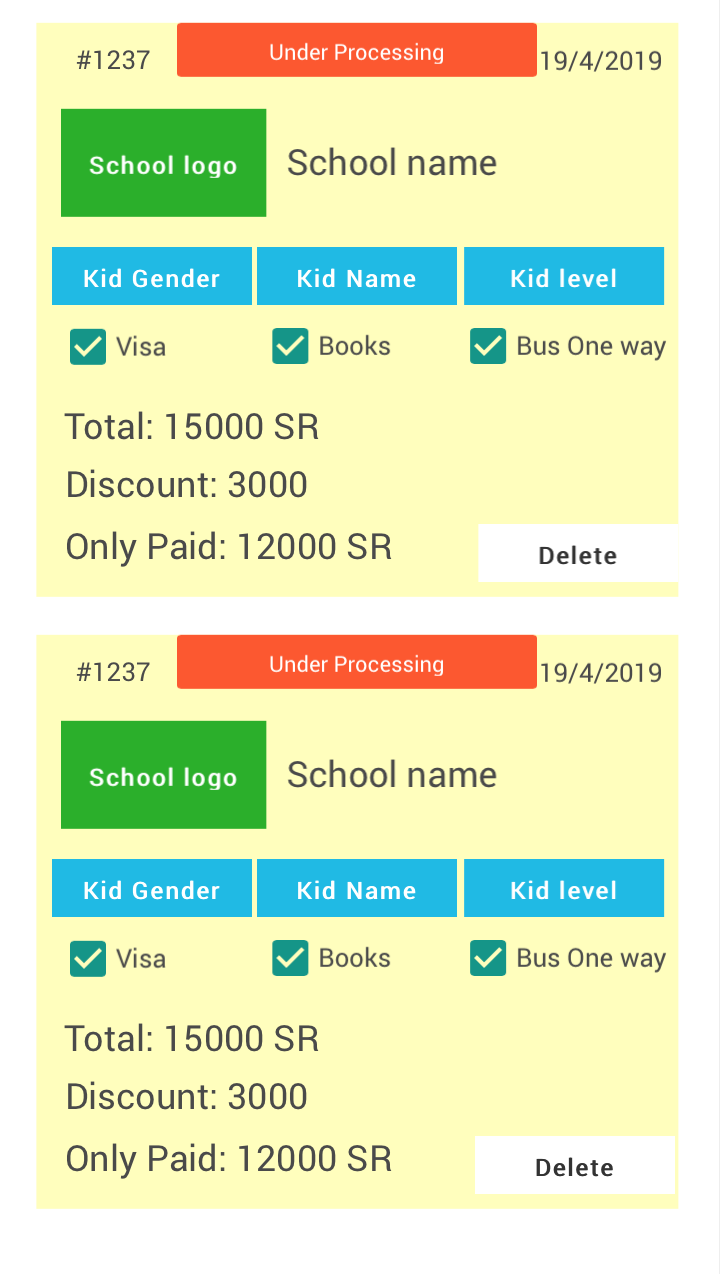 #1237 Under Processing 19/4/2019
School logo School name
Kid Gender Kid Name Kid level
Visa Books Bus One way
Total: 15000 SR
Discount: 3000
Only Paid: 12000 SR Delete
#1237 Under Processing 19/4/2019
School logo School name
Kid Gender Kid Name Kid level
Visa Books Bus One way
Total: 15000 SR
Discount: 3000
Only Paid: 12000 SR Delete